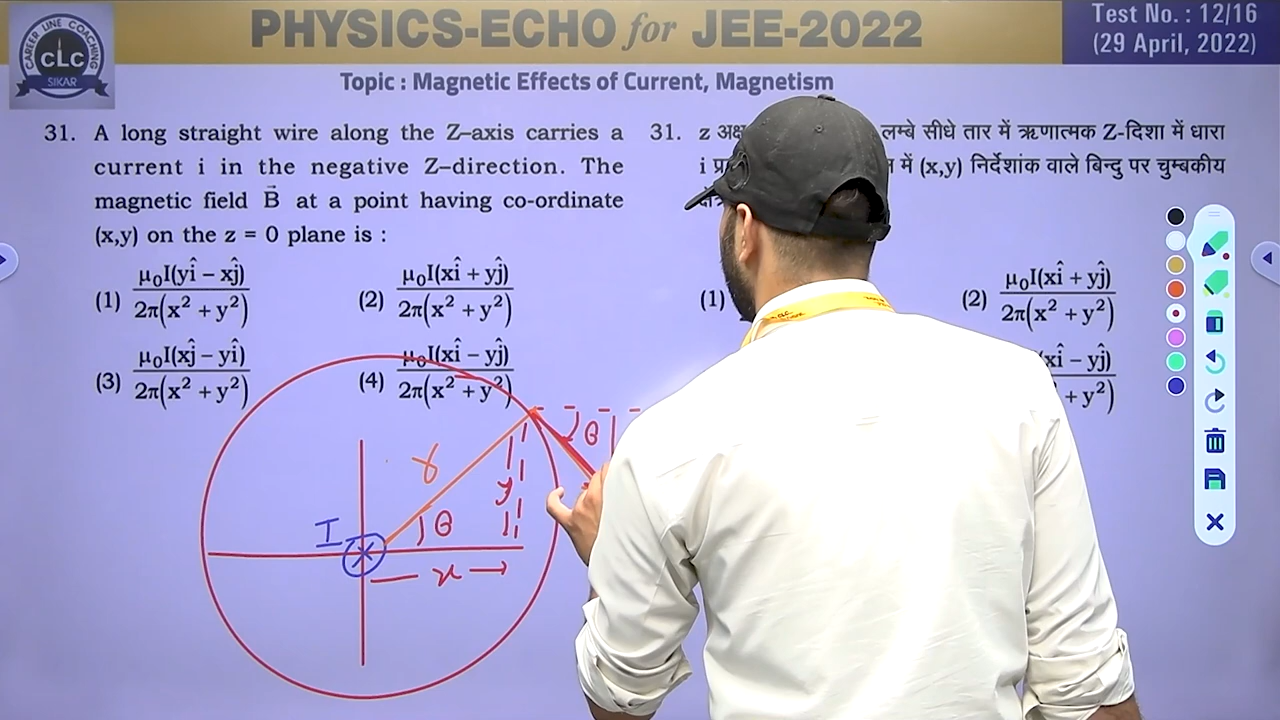 CAREER LINE COACHING
CLC
SIKAR
PHYSICS-ECHO for JEE-2022
Test No. : 12/16
(29 April, 2022)
Topic : Magnetic Effects of Current, Magnetism
31. A long straight wire along the Z–axis carries a
current i in the negative Z–direction. The
magnetic field B⃗ at a point having co-ordinate
(x,y) on the z = 0 plane is :
(1) μ₀I(yî − xĵ) / 2π(x² + y²)
(2) μ₀I(xî + yĵ) / 2π(x² + y²)
(3) μ₀I(xĵ − yî) / 2π(x² + y²)
(4) μ₀I(xî − yĵ) / 2π(x² + y²)
31. z लम्बे सीधे तार में ऋणात्मक Z-दिशा में धारा
i में (x,y) निर्देशांक वाले बिन्दु पर चुम्बकीय
(1)
(2) μ₀I(xî + yĵ) / 2π(x² + y²)
(xî − yĵ)
+ y²)
θ
r
y
I
θ
x